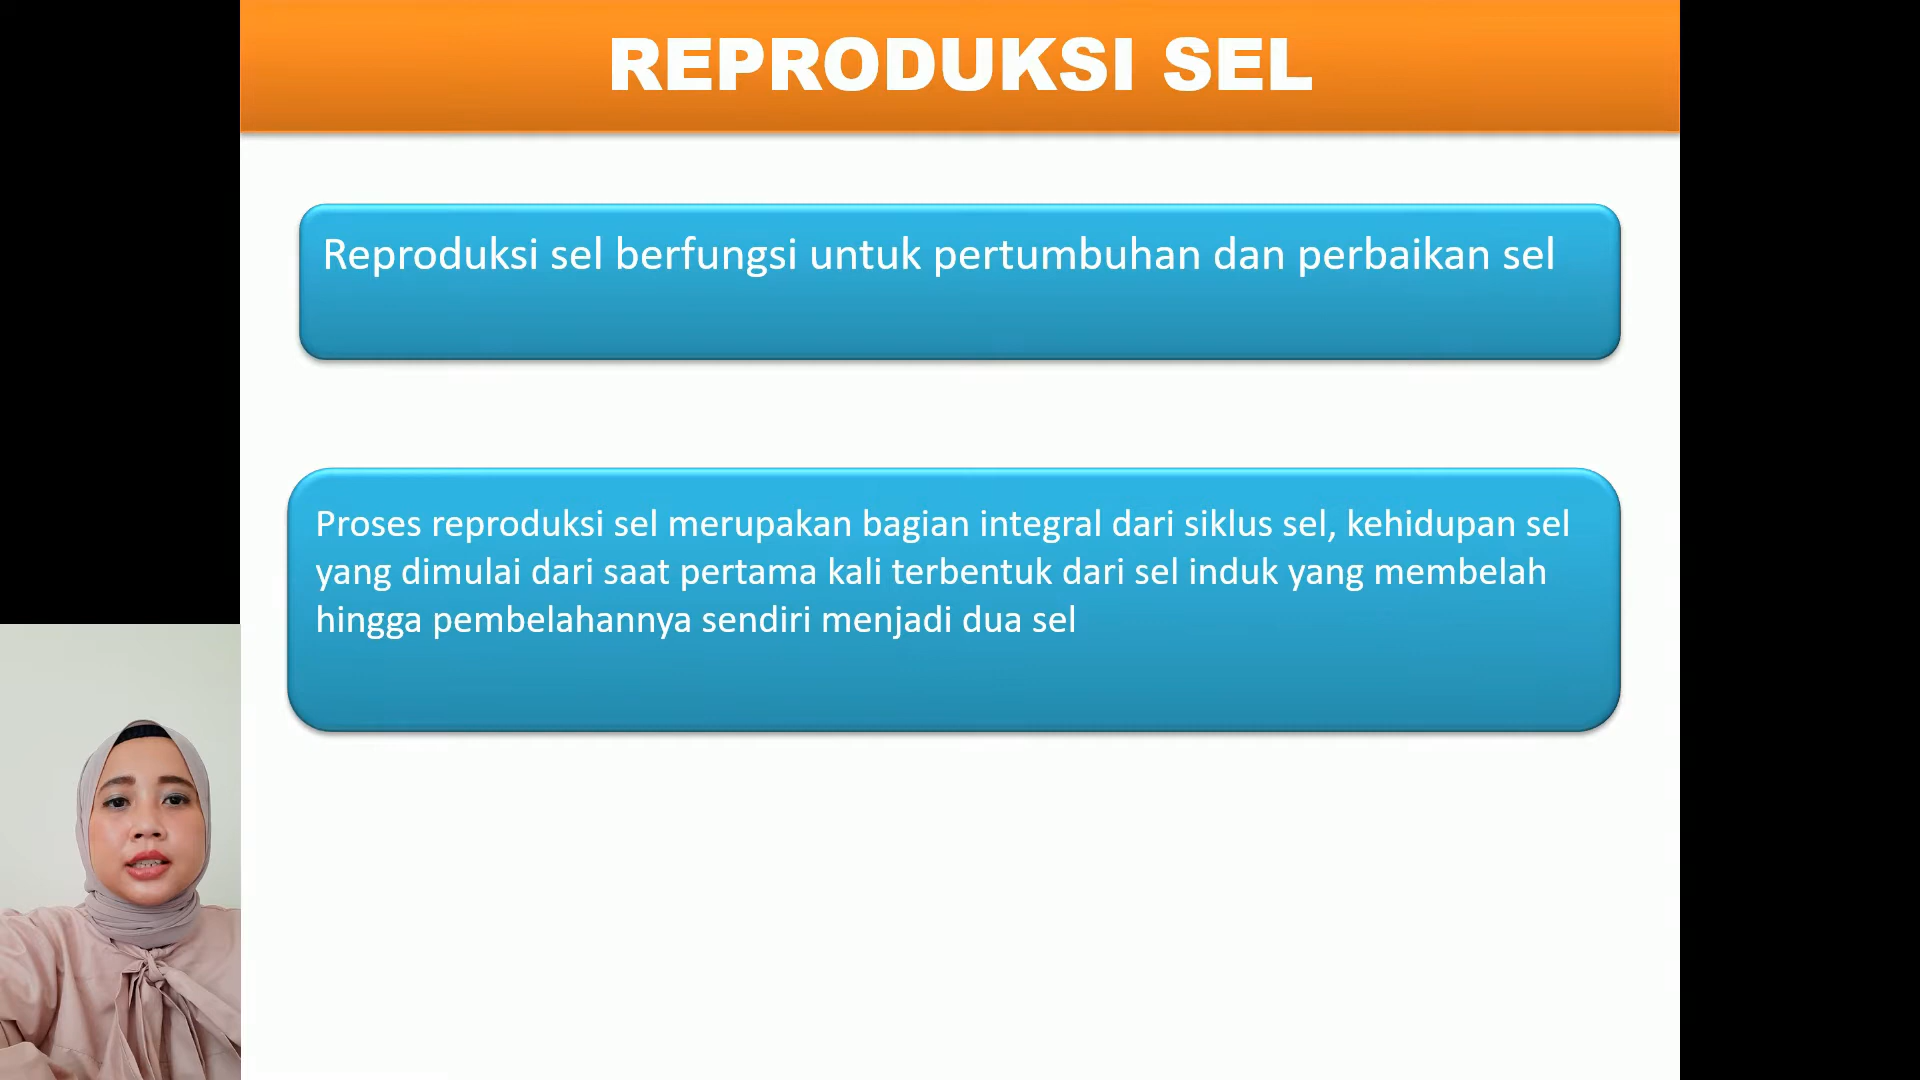 REPRODUKSI SEL
Reproduksi sel berfungsi untuk pertumbuhan dan perbaikan sel
Proses reproduksi sel merupakan bagian integral dari siklus sel, kehidupan sel
yang dimulai dari saat pertama kali terbentuk dari sel induk yang membelah
hingga pembelahannya sendiri menjadi dua sel